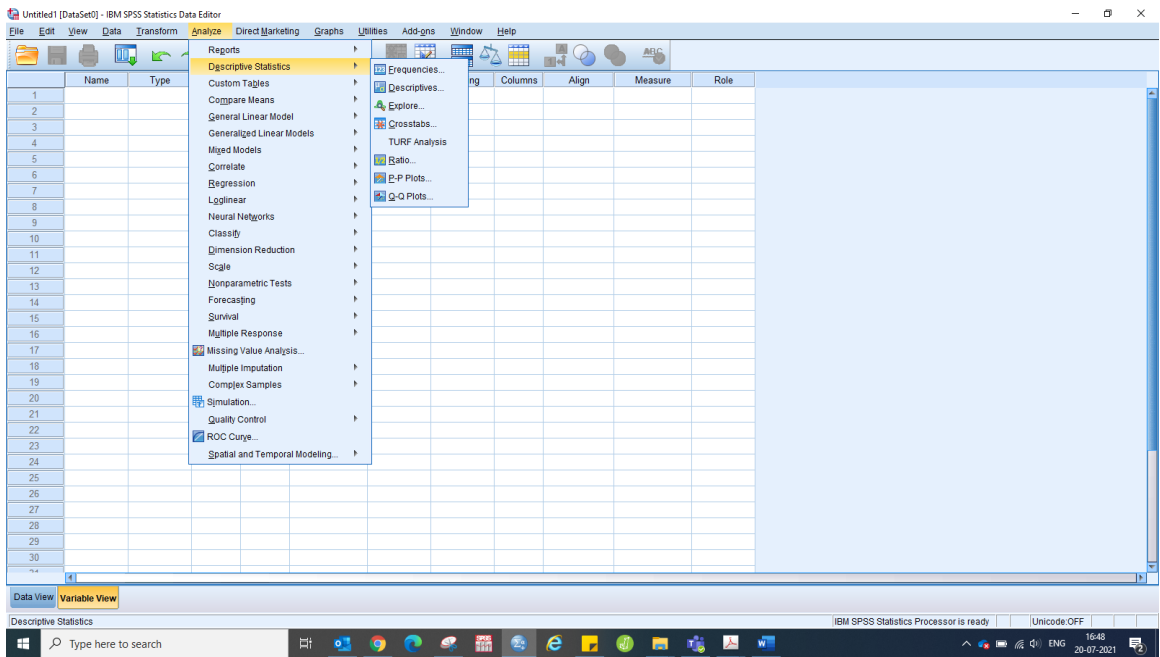 Untitled1 [DataSet0] - IBM SPSS Statistics Data Editor
File Edit View Data Transform Analyze Direct Marketing Graphs Utilities Add-ons Window Help
Name Type ng Columns Align Measure Role
Reports
Descriptive Statistics
Custom Tables
Compare Means
General Linear Model
Generalized Linear Models
Mixed Models
Correlate
Regression
Loglinear
Neural Networks
Classify
Dimension Reduction
Scale
Nonparametric Tests
Forecasting
Survival
Multiple Response
Missing Value Analysis...
Multiple Imputation
Complex Samples
Simulation...
Quality Control
ROC Curve...
Spatial and Temporal Modeling...
Frequencies...
Descriptives...
Explore...
Crosstabs...
TURF Analysis
Ratio...
P-P Plots...
Q-Q Plots...
1
2
3
4
5
6
7
8
9
10
11
12
13
14
15
16
17
18
19
20
21
22
23
24
25
26
27
28
29
30
Data View Variable View
Descriptive Statistics IBM SPSS Statistics Processor is ready Unicode:OFF
Type here to search ENG 16:48
20-07-2021